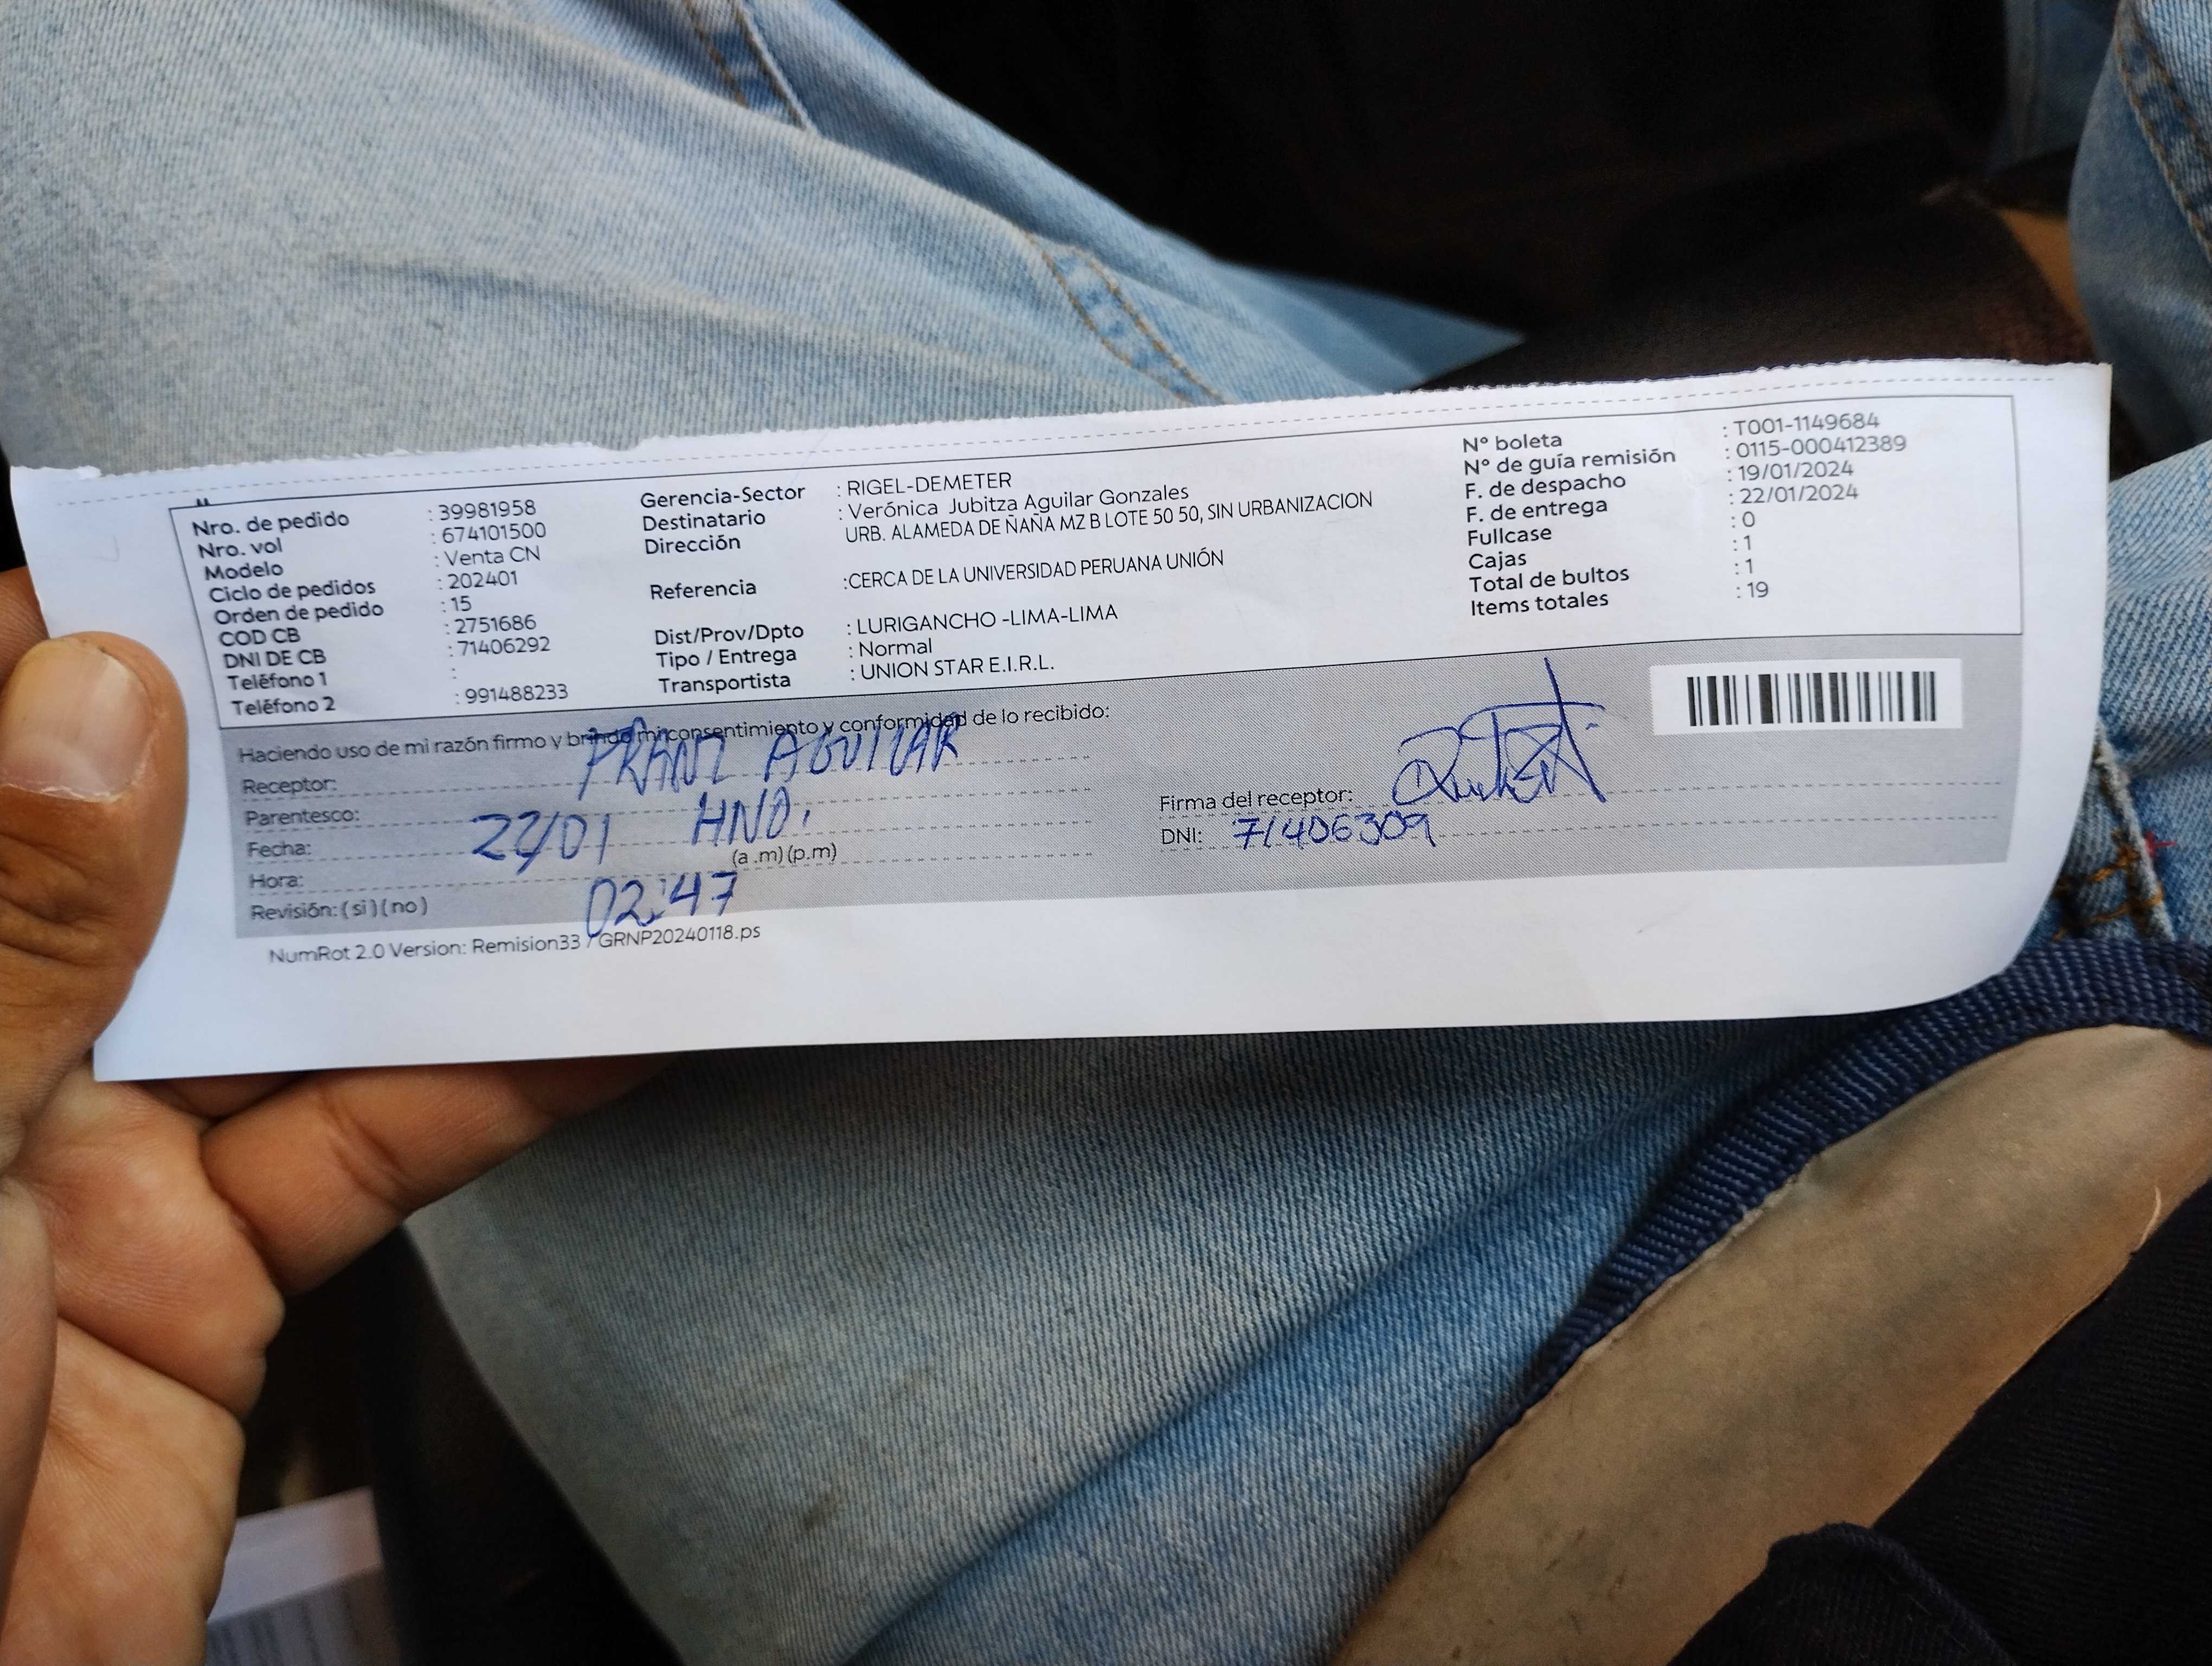 Nro. de pedido : 39981958
Nro. vol : 674101500
Modelo : Venta CN
Ciclo de pedidos : 202401
Orden de pedido : 15
COD CB : 2751686
DNI DE CB : 71406292
Teléfono 1 :
Teléfono 2 : 991488233
Gerencia-Sector : RIGEL-DEMETER
Destinatario : Verónica Jubitza Aguilar Gonzales
Dirección URB. ALAMEDA DE ÑAÑA MZ B LOTE 50 50, SIN URBANIZACION
Referencia :CERCA DE LA UNIVERSIDAD PERUANA UNIÓN
Dist/Prov/Dpto : LURIGANCHO -LIMA-LIMA
Tipo / Entrega : Normal
Transportista : UNION STAR E.I.R.L.
N° boleta : T001-1149684
N° de guía remisión : 0115-000412389
F. de despacho : 19/01/2024
F. de entrega : 22/01/2024
Fullcase : 0
Cajas : 1
Total de bultos : 1
Items totales : 19
Haciendo uso de mi razón firmo y brindo mi consentimiento y conformidad de lo recibido:
Receptor: FRANZ AGUILAR
Parentesco: HNO.
Fecha: 22/01
Hora: 02:47 (a .m) (p.m)
Revisión: ( si ) ( no )
Firma del receptor:
DNI: 71406309
NumRot 2.0 Version: Remision33 / GRNP20240118.ps